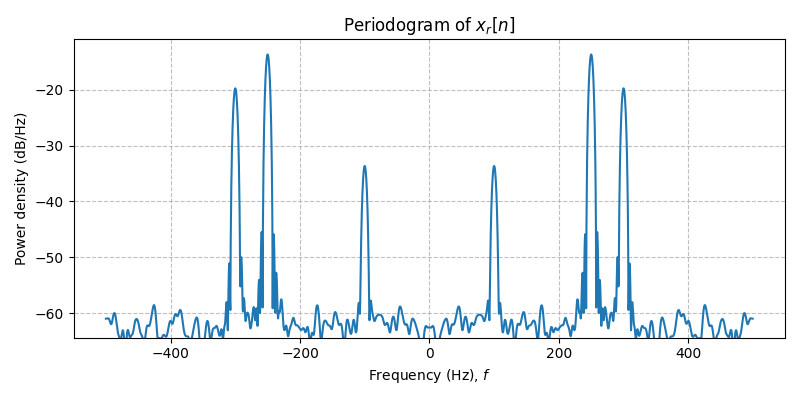 Periodogram of x_r[n]
Power density (dB/Hz)
−20
−30
−40
−50
−60
−400 −200 0 200 400
Frequency (Hz), f